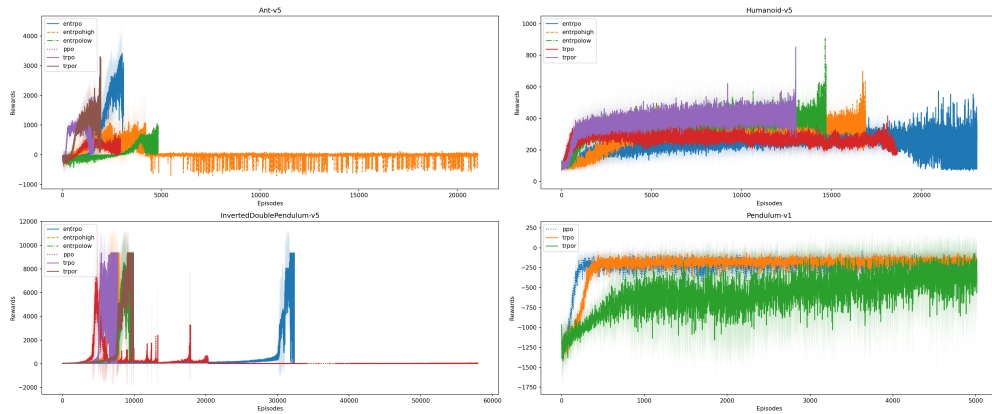 Ant-v5
entrpo
entrpohigh
entrpolow
ppo
trpo
trpor
4000
3000
2000
1000
0
−1000
Rewards
0
5000
10000
15000
20000
Episodes
Humanoid-v5
entrpo
entrpohigh
entrpolow
trpo
trpor
1000
800
600
400
200
0
Rewards
0
5000
10000
15000
20000
Episodes
InvertedDoublePendulum-v5
entrpo
entrpohigh
entrpolow
ppo
trpo
trpor
12000
10000
8000
6000
4000
2000
0
−2000
Rewards
0
10000
20000
30000
40000
50000
60000
Episodes
Pendulum-v1
ppo
trpo
trpor
250
0
−250
−500
−750
−1000
−1250
−1500
−1750
Rewards
0
1000
2000
3000
4000
5000
Episodes